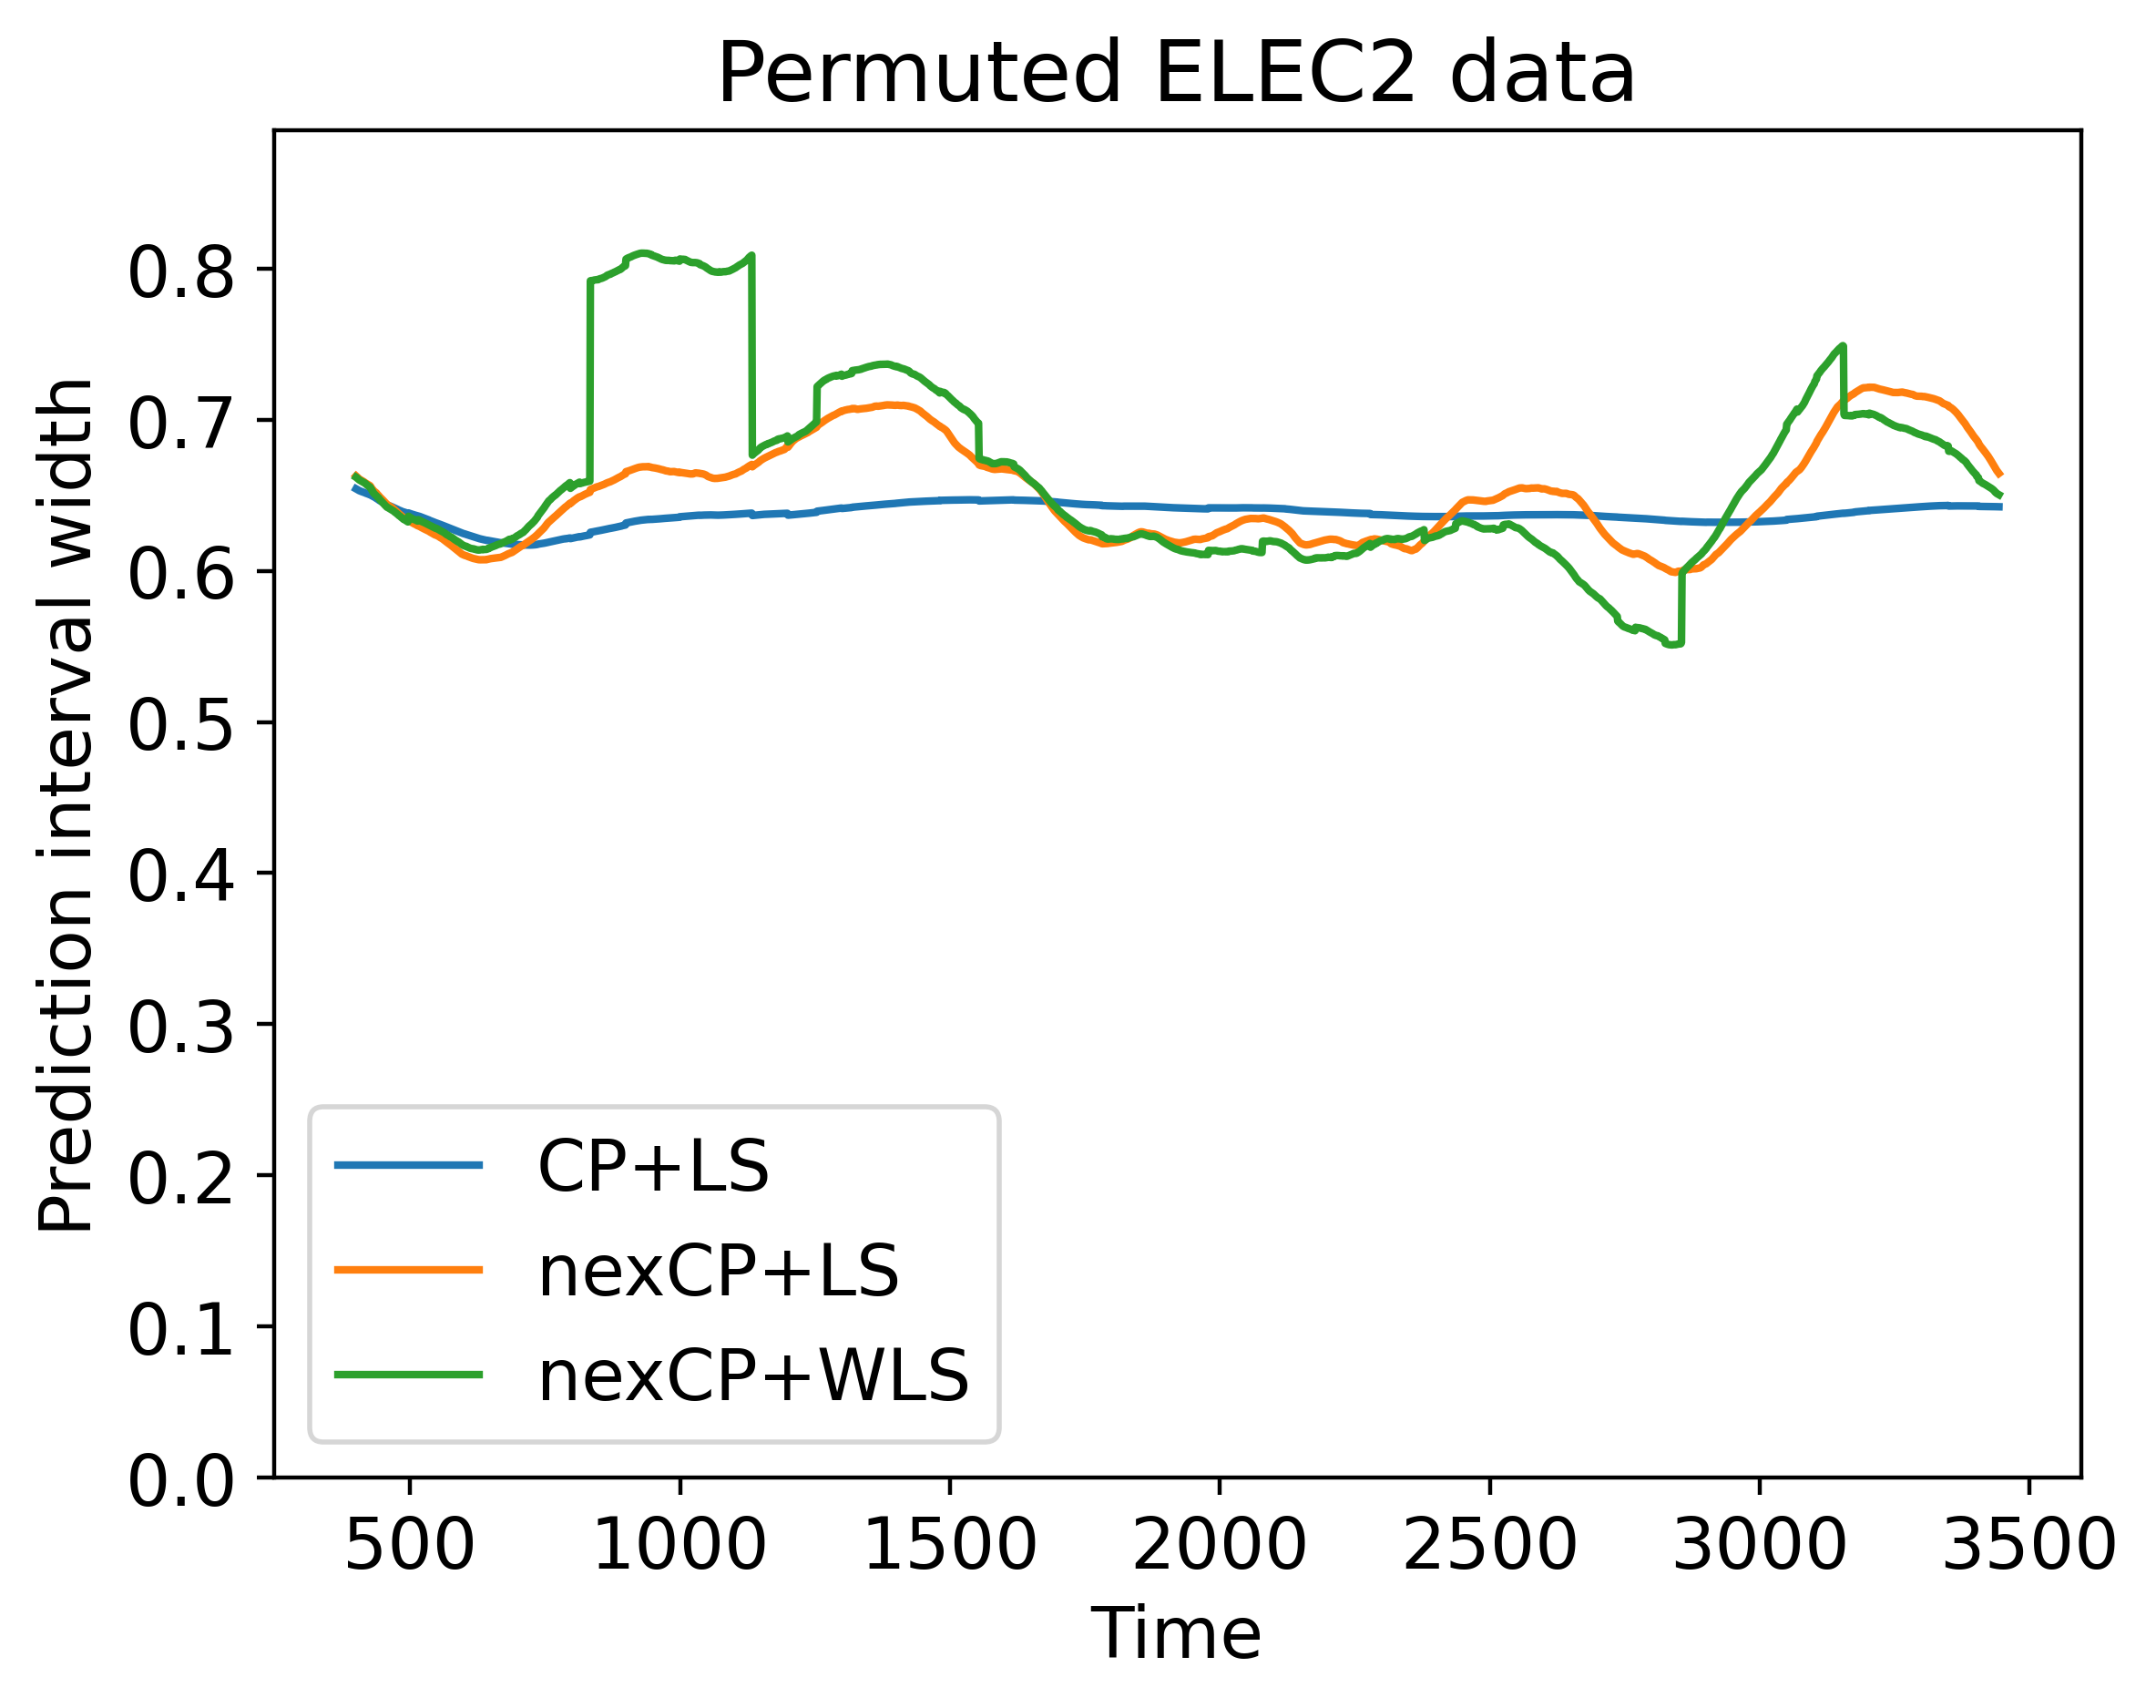 Permuted ELEC2 data
Prediction interval width
0.8
0.7
0.6
0.5
0.4
0.3
0.2
0.1
0.0
CP+LS
nexCP+LS
nexCP+WLS
500 1000 1500 2000 2500 3000 3500
Time